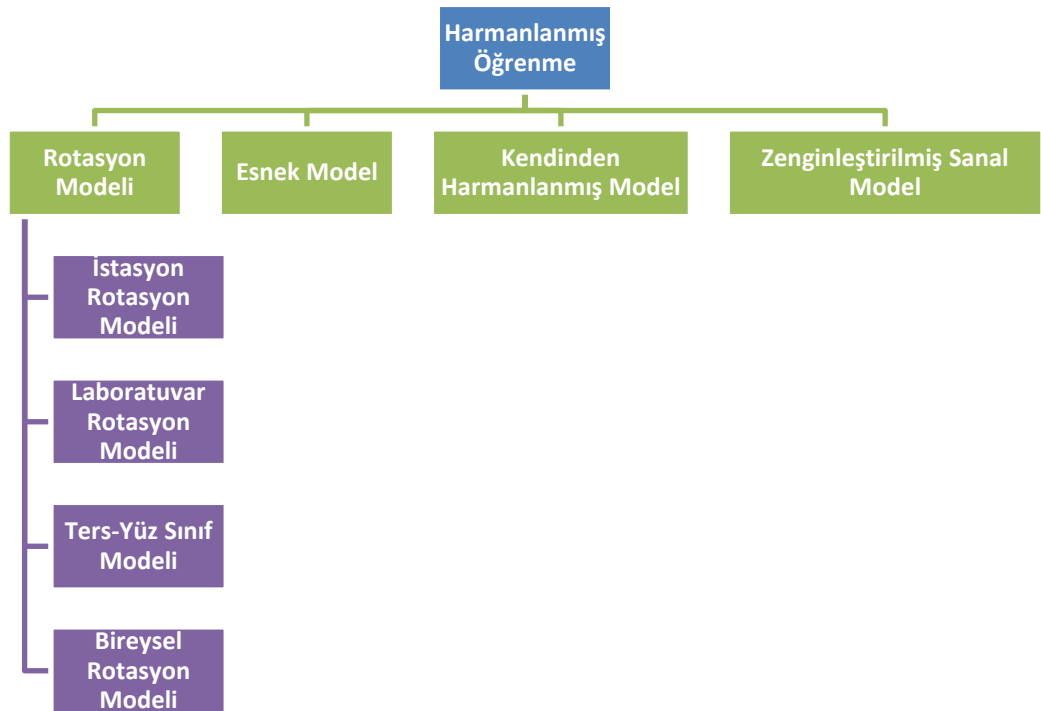 Harmanlanmış
Öğrenme
Rotasyon
Modeli
Esnek Model
Kendinden
Harmanlanmış Model
Zenginleştirilmiş Sanal
Model
İstasyon
Rotasyon
Modeli
Laboratuvar
Rotasyon
Modeli
Ters-Yüz Sınıf
Modeli
Bireysel
Rotasyon
Modeli